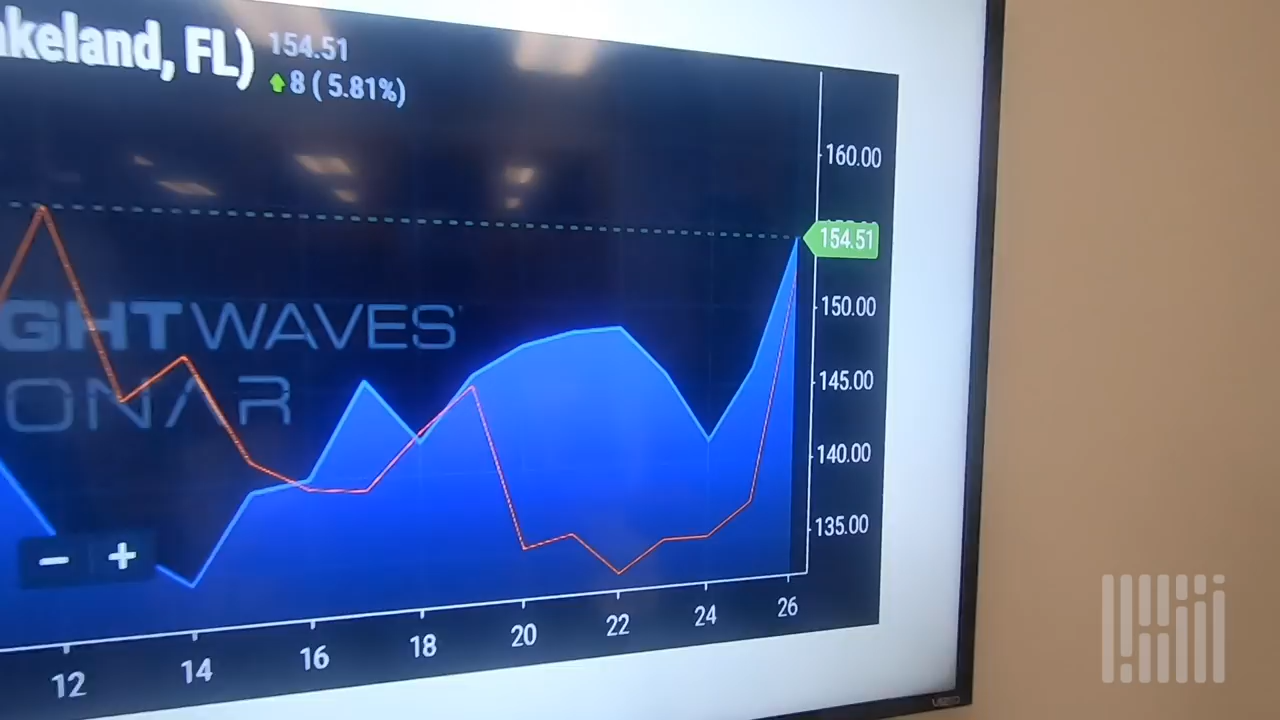 akeland, FL) 154.51
8 ( 5.81%)
160.00
154.51
GHTWAVES
150.00
ONAR
145.00
140.00
135.00
− +
12 14 16 18 20 22 24 26